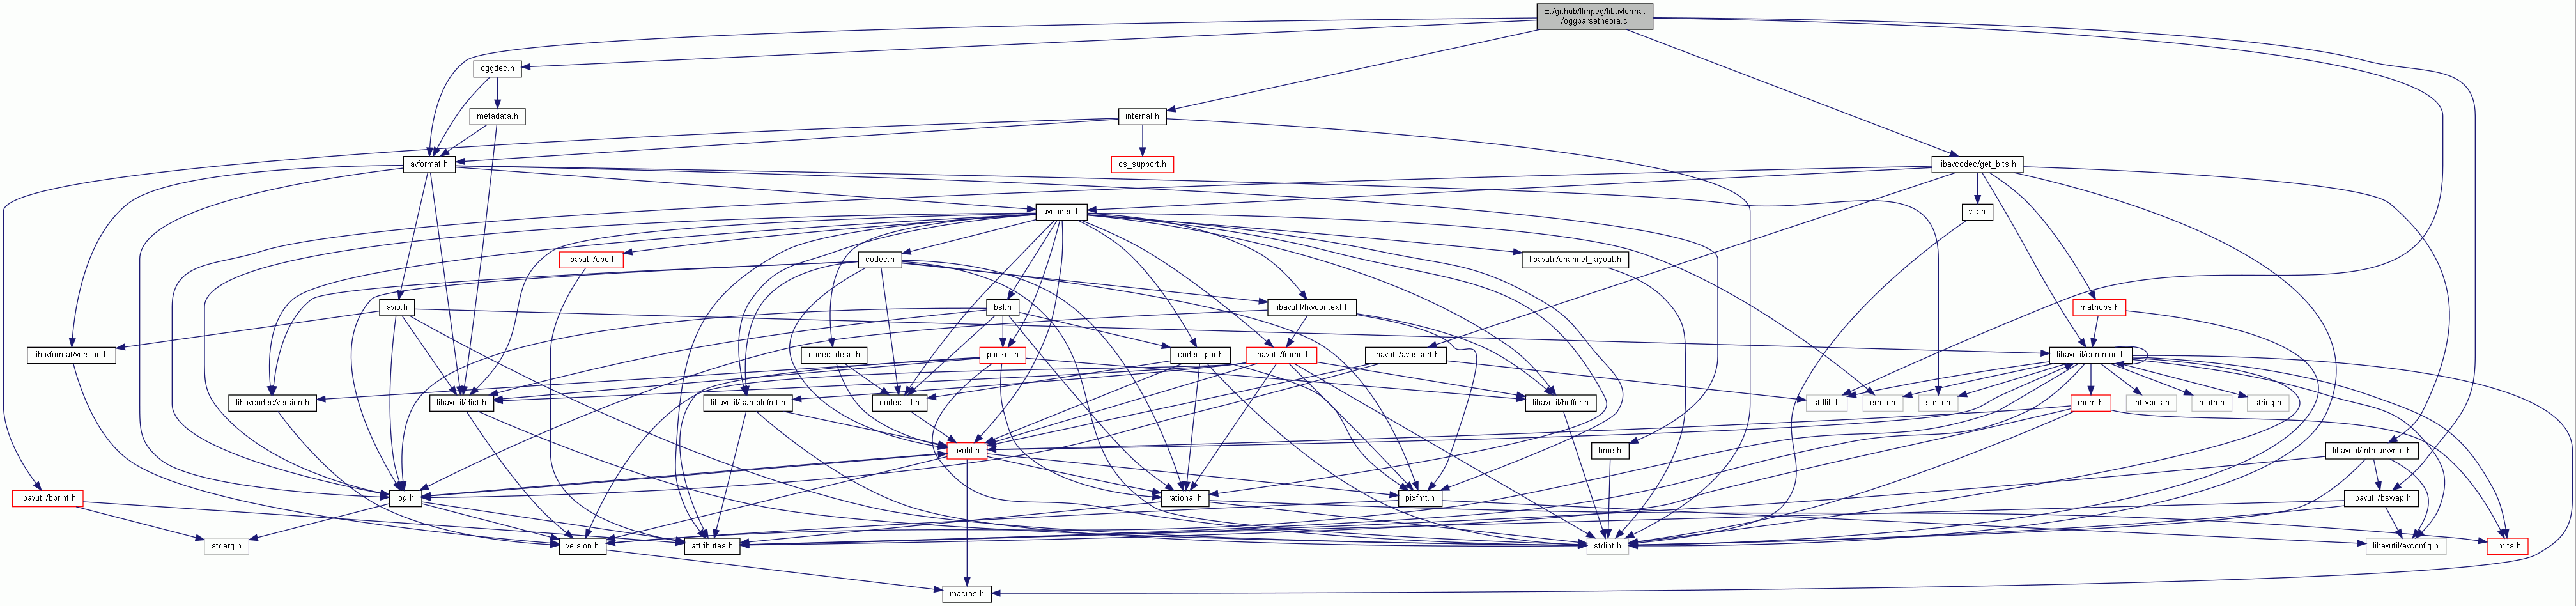 E:/github/ffmpeg/libavformat
/oggparsetheora.c
oggdec.h
metadata.h
internal.h
avformat.h
os_support.h
libavcodec/get_bits.h
avcodec.h
vlc.h
libavutil/cpu.h
codec.h
libavutil/channel_layout.h
avio.h
bsf.h
libavutil/hwcontext.h
mathops.h
libavformat/version.h
codec_desc.h
packet.h
codec_par.h
libavutil/frame.h
libavutil/avassert.h
libavutil/common.h
libavcodec/version.h
libavutil/dict.h
libavutil/samplefmt.h
codec_id.h
libavutil/buffer.h
stdlib.h
errno.h
stdio.h
mem.h
inttypes.h
math.h
string.h
avutil.h
time.h
libavutil/intreadwrite.h
libavutil/bprint.h
log.h
rational.h
pixfmt.h
libavutil/bswap.h
stdarg.h
version.h
attributes.h
stdint.h
libavutil/avconfig.h
limits.h
macros.h